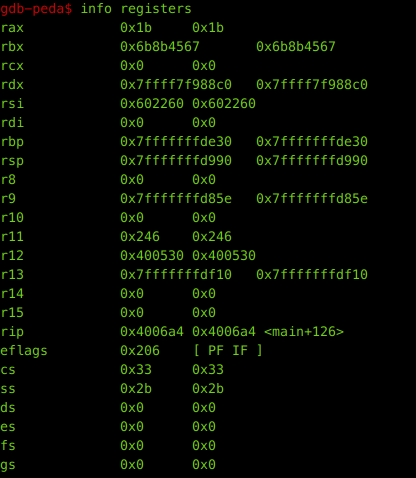 gdb-peda$ info registers
rax            0x1b     0x1b
rbx            0x6b8b4567       0x6b8b4567
rcx            0x0      0x0
rdx            0x7ffff7f988c0   0x7ffff7f988c0
rsi            0x602260 0x602260
rdi            0x0      0x0
rbp            0x7fffffffde30   0x7fffffffde30
rsp            0x7fffffffd990   0x7fffffffd990
r8             0x0      0x0
r9             0x7fffffffd85e   0x7fffffffd85e
r10            0x0      0x0
r11            0x246    0x246
r12            0x400530 0x400530
r13            0x7fffffffdf10   0x7fffffffdf10
r14            0x0      0x0
r15            0x0      0x0
rip            0x4006a4 0x4006a4 <main+126>
eflags         0x206    [ PF IF ]
cs             0x33     0x33
ss             0x2b     0x2b
ds             0x0      0x0
es             0x0      0x0
fs             0x0      0x0
gs             0x0      0x0